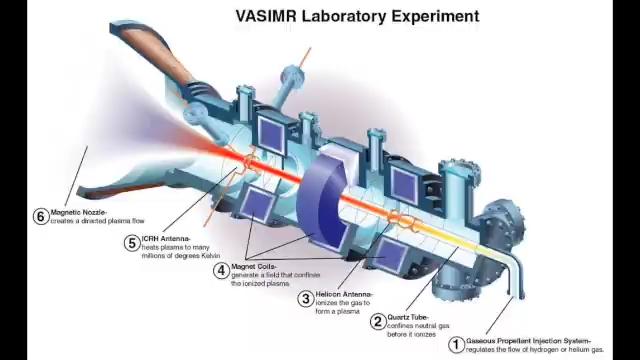 VASIMR Laboratory Experiment
6 Magnetic Nozzle-
creates a directed plasma flow
5 ICRH Antenna-
heats plasma to many
millions of degrees Kelvin
4 Magnet Coils-
generate a field that confines
the ionized plasma
3 Helicon Antenna-
ionizes the gas to
form a plasma
2 Quartz Tube-
confines neutral gas
before it ionizes
1 Gaseous Propellant Injection System-
regulates the flow of hydrogen or helium gas.